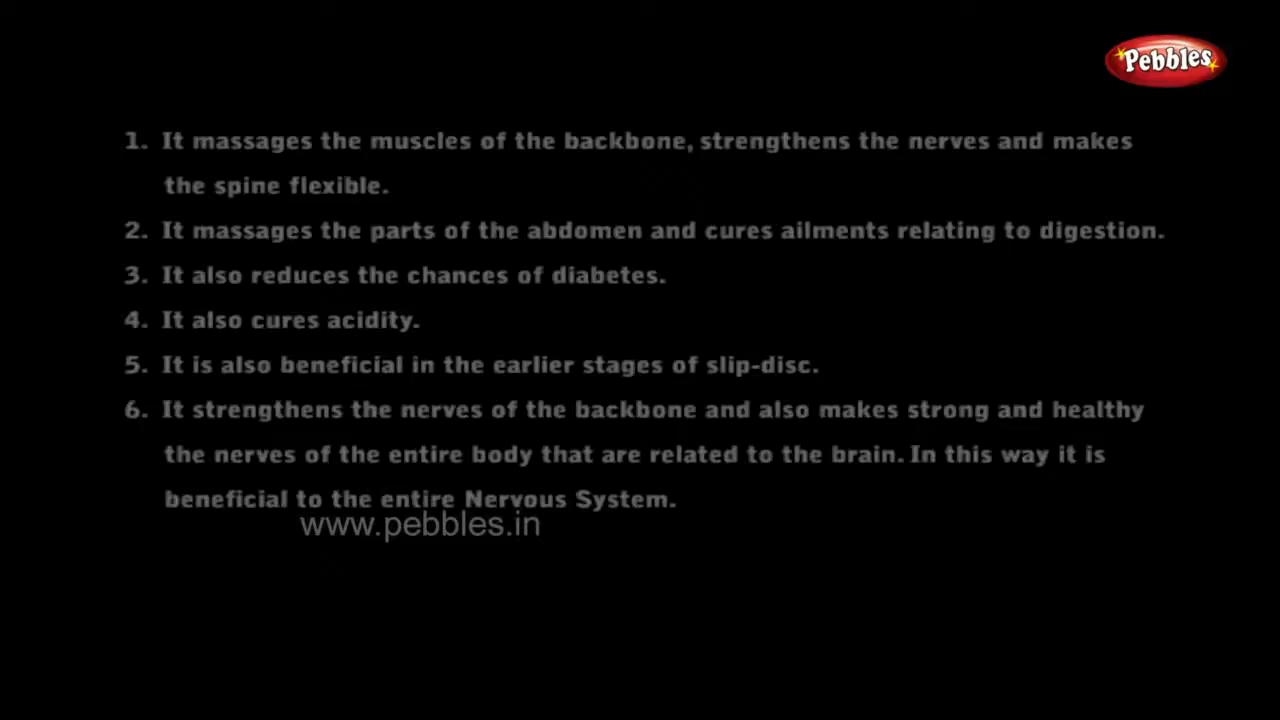 Pebbles
1. It massages the muscles of the backbone, strengthens the nerves and makes
the spine flexible.
2. It massages the parts of the abdomen and cures ailments relating to digestion.
3. It also reduces the chances of diabetes.
4. It also cures acidity.
5. It is also beneficial in the earlier stages of slip-disc.
6. It strengthens the nerves of the backbone and also makes strong and healthy
the nerves of the entire body that are related to the brain. In this way it is
beneficial to the entire Nervous System.
www.pebbles.in